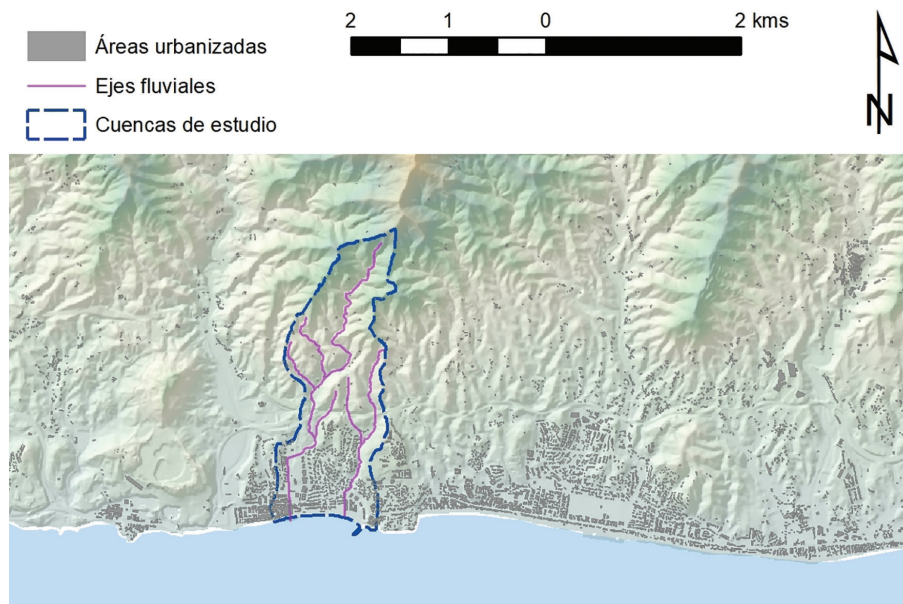 2 1 0 2 kms
Áreas urbanizadas
Ejes fluviales
Cuencas de estudio
N